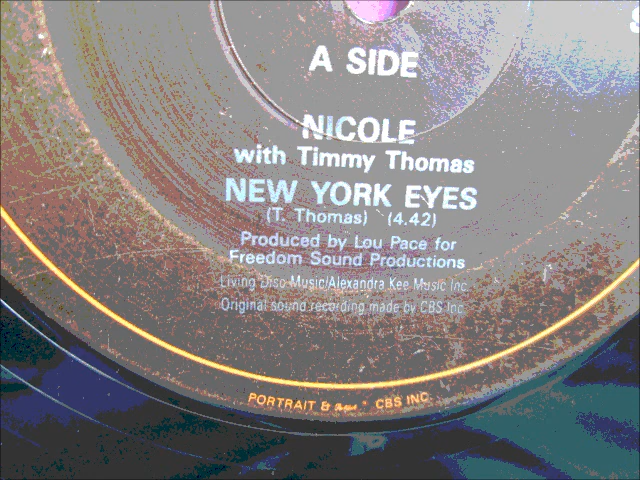 A SIDE
NICOLE
with Timmy Thomas
NEW YORK EYES
(T. Thomas) (4.42)
Produced by Lou Pace for
Freedom Sound Productions
Living Disc Music/Alexandra Kee Music Inc.
Original sound recording made by CBS Inc.
PORTRAIT & CBS INC